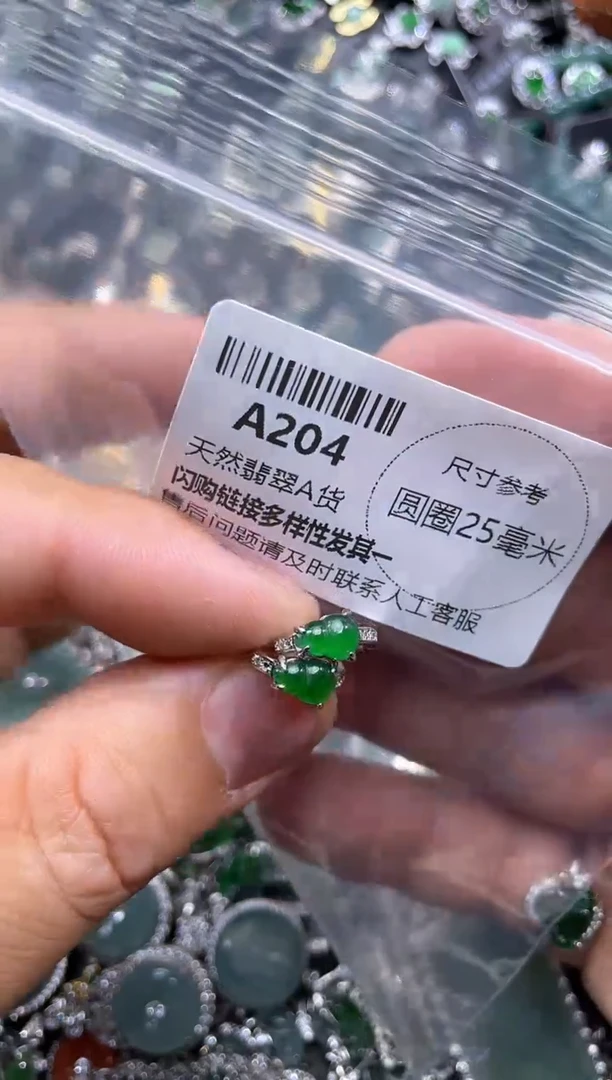 A204
天然翡翠A货
闪购链接多样性发其一
售后问题请及时联系人工客服
尺寸参考
圆圈25毫米